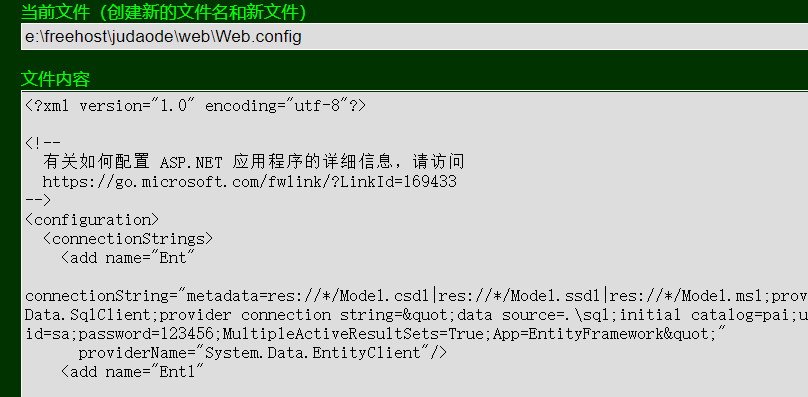 当前文件（创建新的文件名和新文件）
e:\freehost\judaode\web\Web.config
文件内容
<?xml version="1.0" encoding="utf-8"?>
<!--
有关如何配置 ASP.NET 应用程序的详细信息，请访问
https://go.microsoft.com/fwlink/?LinkId=169433
-->
<configuration>
<connectionStrings>
<add name="Ent"
connectionString="metadata=res://*/Model.csdl|res://*/Model.ssdl|res://*/Model.msl;prov
Data.SqlClient;provider connection string=&quot;data source=.\sql;initial catalog=pai;u
id=sa;password=123456;MultipleActiveResultSets=True;App=EntityFramework&quot;"
providerName="System.Data.EntityClient"/>
<add name="Ent1"